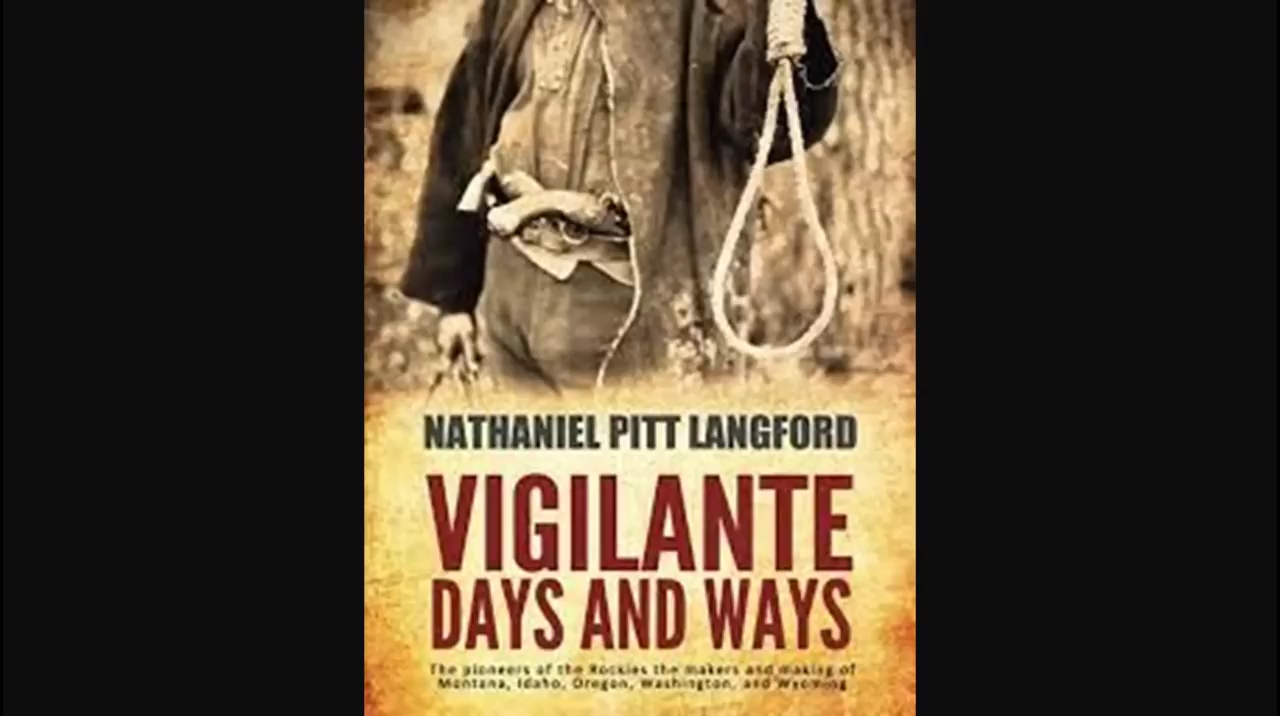 NATHANIEL PITT LANGFORD
VIGILANTE
DAYS AND WAYS
The pioneers of the Rockies the makers and making of
Montana, Idaho, Oregon, Washington, and Wyoming